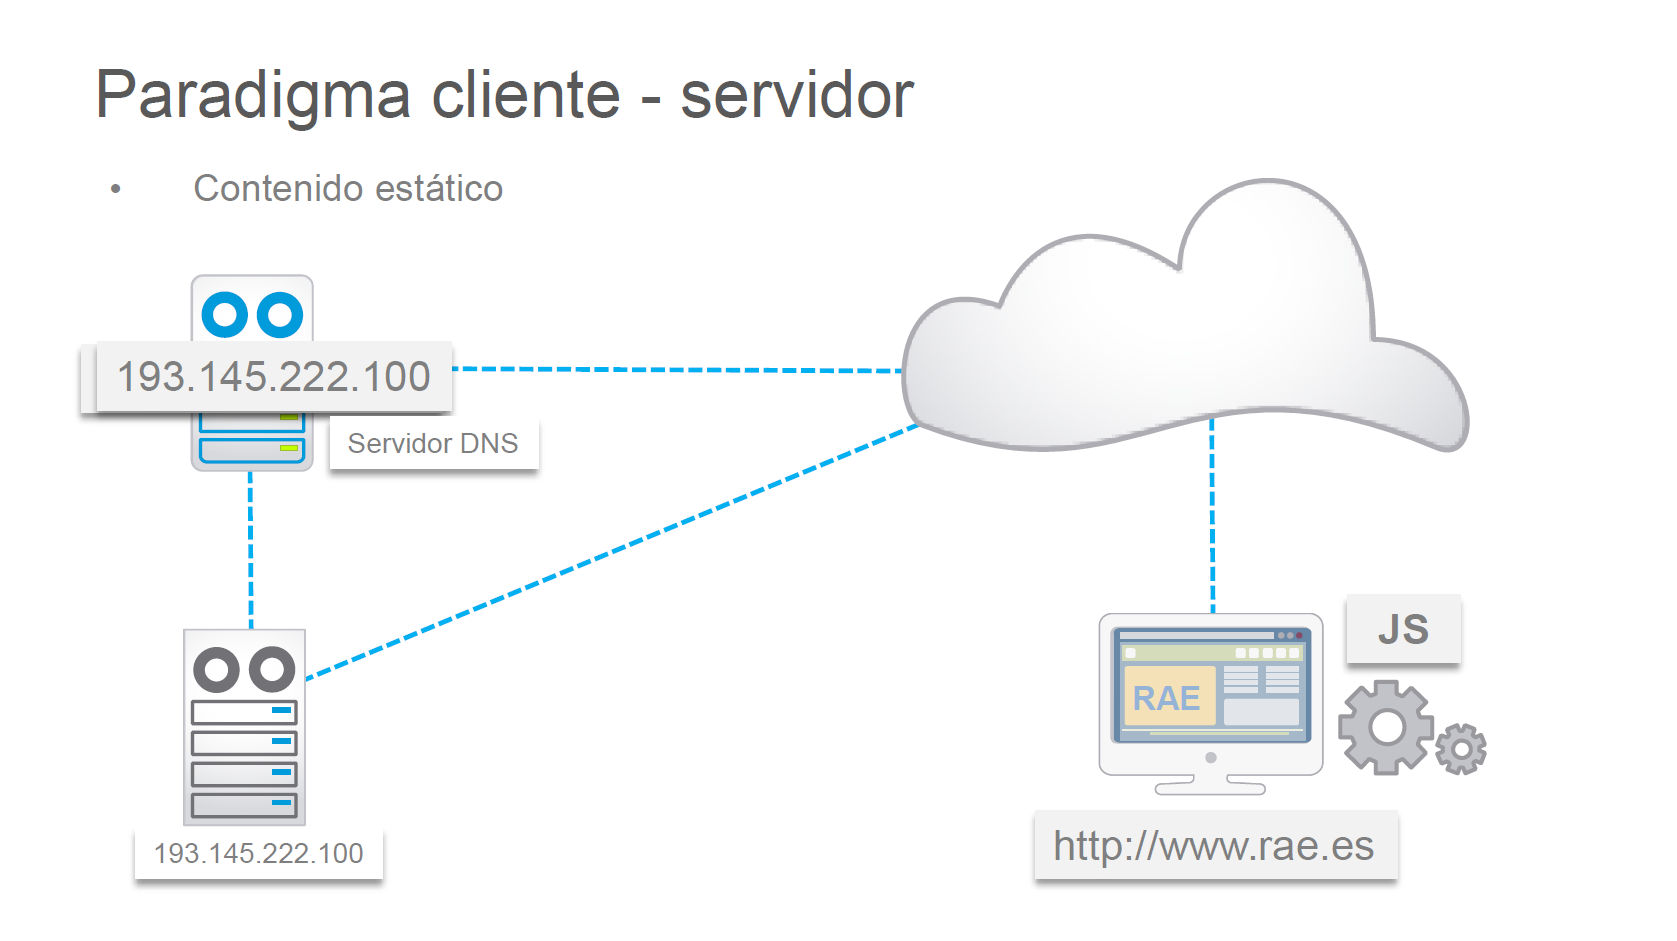 Paradigma cliente - servidor
• Contenido estático
193.145.222.100
Servidor DNS
JS
RAE
193.145.222.100
http://www.rae.es